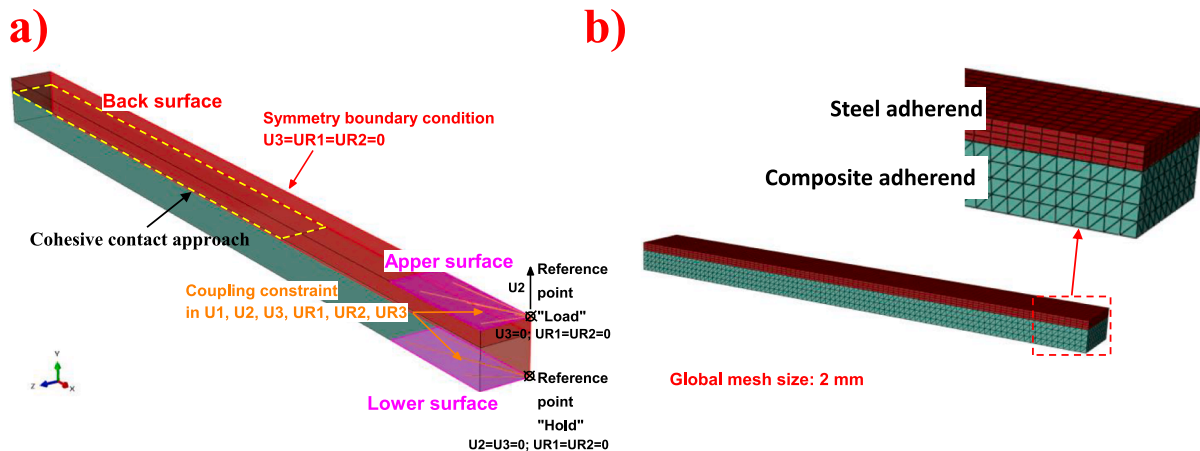 a)
Back surface
Symmetry boundary condition
U3=UR1=UR2=0
Cohesive contact approach
Apper surface
Coupling constraint
in U1, U2, U3, UR1, UR2, UR3
U2
Reference
point
"Load"
U3=0; UR1=UR2=0
Reference
point
"Hold"
U2=U3=0; UR1=UR2=0
Lower surface
Y
Z
X
b)
Steel adherend
Composite adherend
Global mesh size: 2 mm